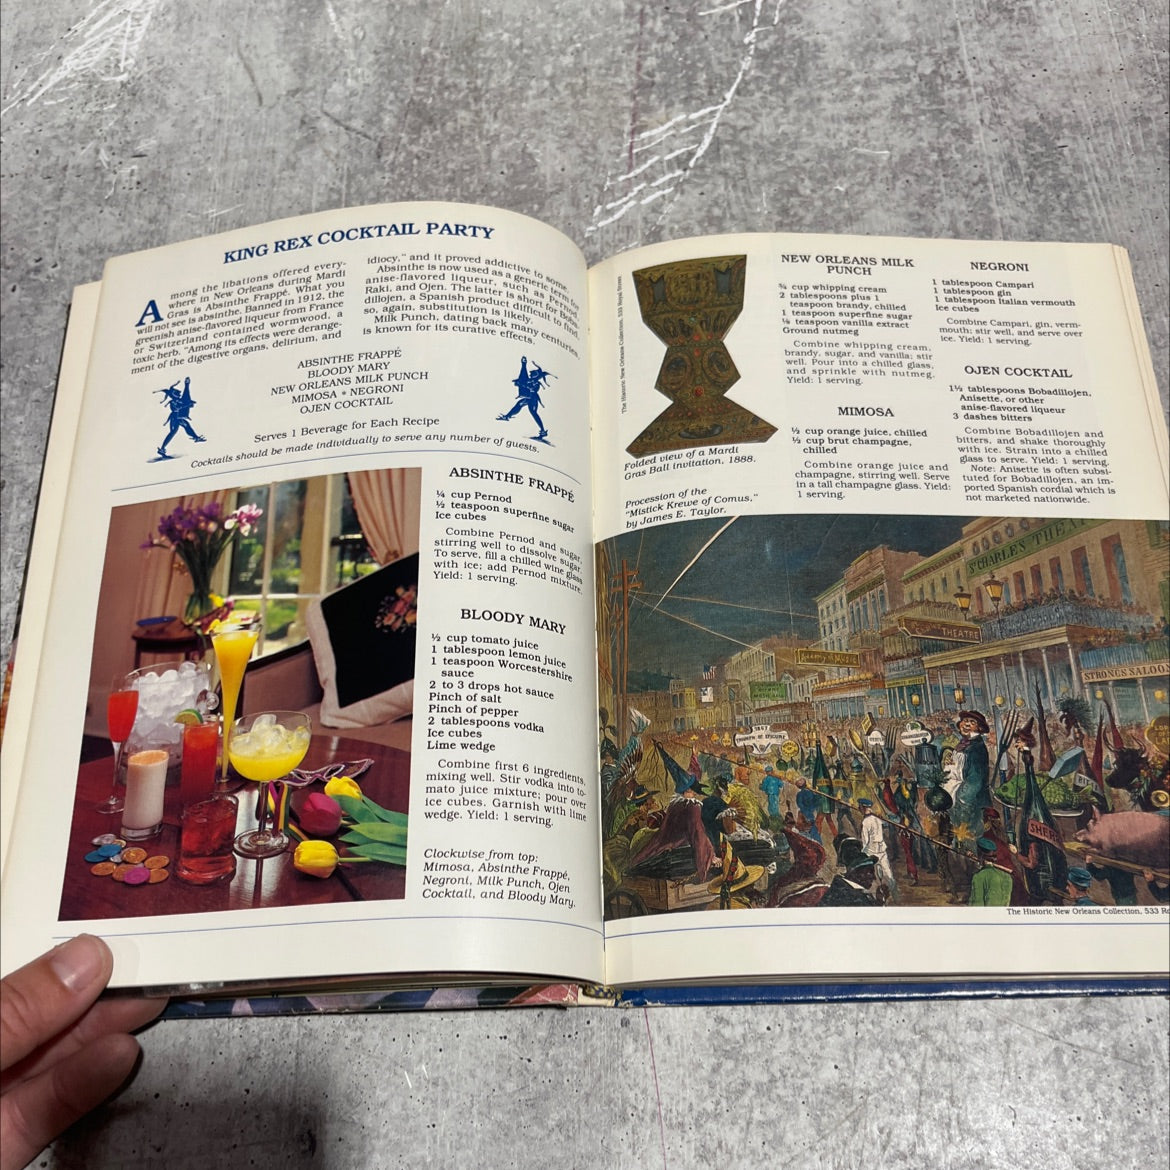 KING REX COCKTAIL PARTY
Among the libations offered every-
where in New Orleans during Mardi
Gras is Absinthe Frappé. What you
will not see is absinthe. Banned in 1912, the
greenish anise-flavored liqueur from France
or Switzerland contained wormwood, a
toxic herb. "Among its effects were derange-
ment of the digestive organs, delirium, and
idiocy," and it proved addictive to some.
Absinthe is now used as a generic term for
anise-flavored liqueur, such as Pernod,
Raki, and Ojen. The latter is short for Boba-
dillojen, a Spanish product difficult to find,
so, again, substitution is likely.
Milk Punch, dating back many centuries,
is known for its curative effects.
ABSINTHE FRAPPÉ
BLOODY MARY
NEW ORLEANS MILK PUNCH
MIMOSA * NEGRONI
OJEN COCKTAIL
Serves 1 Beverage for Each Recipe
Cocktails should be made individually to serve any number of guests.
ABSINTHE FRAPPÉ
¼ cup Pernod
½ teaspoon superfine sugar
Ice cubes
Combine Pernod and sugar,
stirring well to dissolve sugar.
To serve, fill a chilled wine glass
with ice; add Pernod mixture.
Yield: 1 serving.
BLOODY MARY
½ cup tomato juice
1 tablespoon lemon juice
1 teaspoon Worcestershire
sauce
2 to 3 drops hot sauce
Pinch of salt
Pinch of pepper
2 tablespoons vodka
Ice cubes
Lime wedge
Combine first 6 ingredients,
mixing well. Stir vodka into to-
mato juice mixture; pour over
ice cubes. Garnish with lime
wedge. Yield: 1 serving.
Clockwise from top:
Mimosa, Absinthe Frappé,
Negroni, Milk Punch, Ojen
Cocktail, and Bloody Mary.
The Historic New Orleans Collection, 533 Royal Street
Folded view of a Mardi
Gras Ball invitation, 1888.
Procession of the
"Mistick Krewe of Comus,"
by James E. Taylor.
NEW ORLEANS MILK
PUNCH
¾ cup whipping cream
2 tablespoons plus 1
teaspoon brandy, chilled
1 teaspoon superfine sugar
⅛ teaspoon vanilla extract
Ground nutmeg
Combine whipping cream,
brandy, sugar, and vanilla; stir
well. Pour into a chilled glass,
and sprinkle with nutmeg.
Yield: 1 serving.
MIMOSA
½ cup orange juice, chilled
½ cup brut champagne,
chilled
Combine orange juice and
champagne, stirring well. Serve
in a tall champagne glass. Yield:
1 serving.
NEGRONI
1 tablespoon Campari
1 tablespoon gin
1 tablespoon Italian vermouth
Ice cubes
Combine Campari, gin, verm-
mouth; stir well, and serve over
ice. Yield: 1 serving.
OJEN COCKTAIL
1½ tablespoons Bobadillojen,
Anisette, or other
anise-flavored liqueur
3 dashes bitters
Combine Bobadillojen and
bitters, and shake thoroughly
with ice. Strain into a chilled
glass to serve. Yield: 1 serving.
Note: Anisette is often substi-
tuted for Bobadillojen, an im-
ported Spanish cordial which is
not marketed nationwide.
ST CHARLES THEAT
THEATRE
ACADEMY OF MUSIC
STRONGS SALOO
1867
TRIUMPH OF EPICURUS
SHER
The Historic New Orleans Collection, 533 Ro